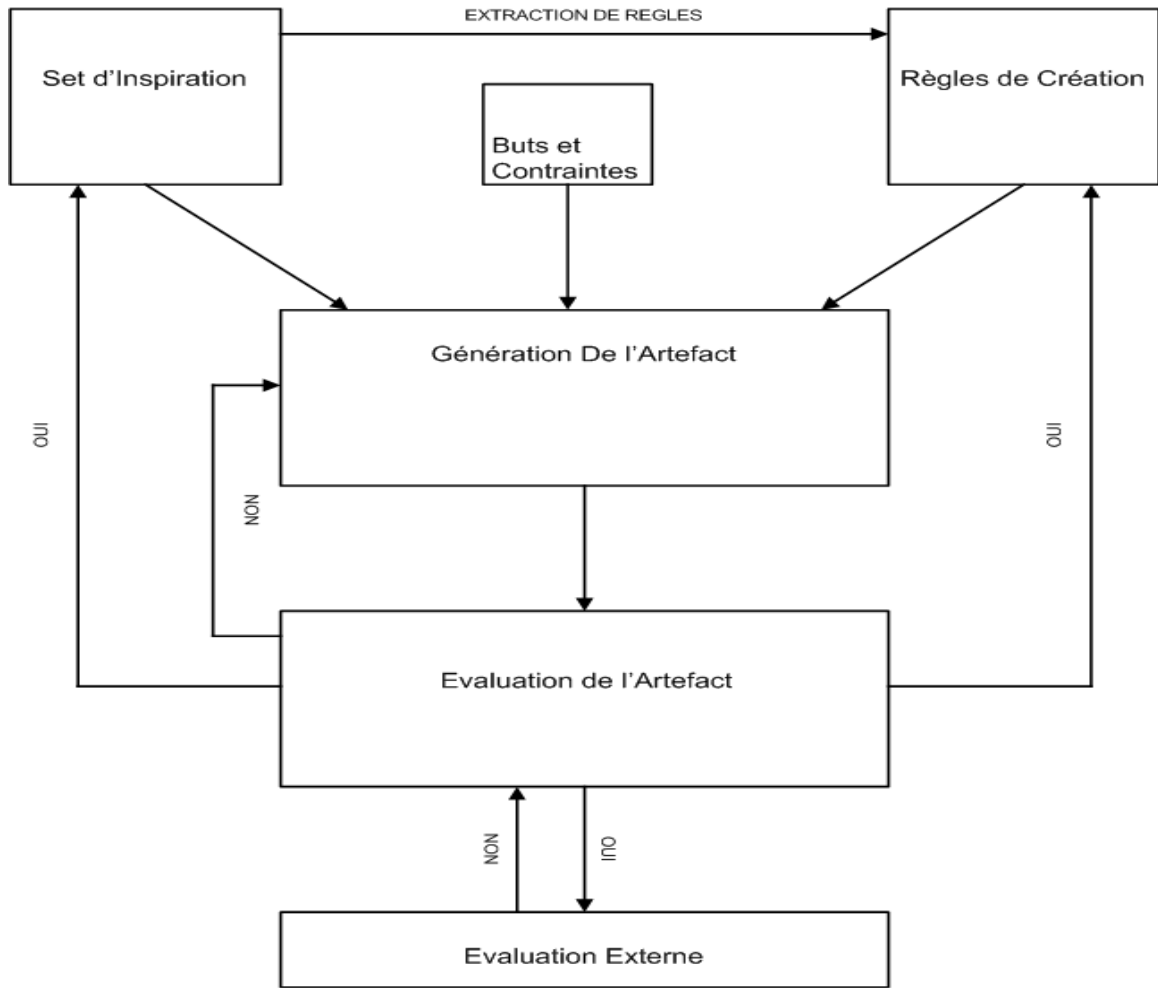 EXTRACTION DE REGLES
Set d'Inspiration
Règles de Création
Buts et
Contraintes
Génération De l'Artefact
OUI
OUI
NON
Evaluation de l'Artefact
NON
OUI
Evaluation Externe